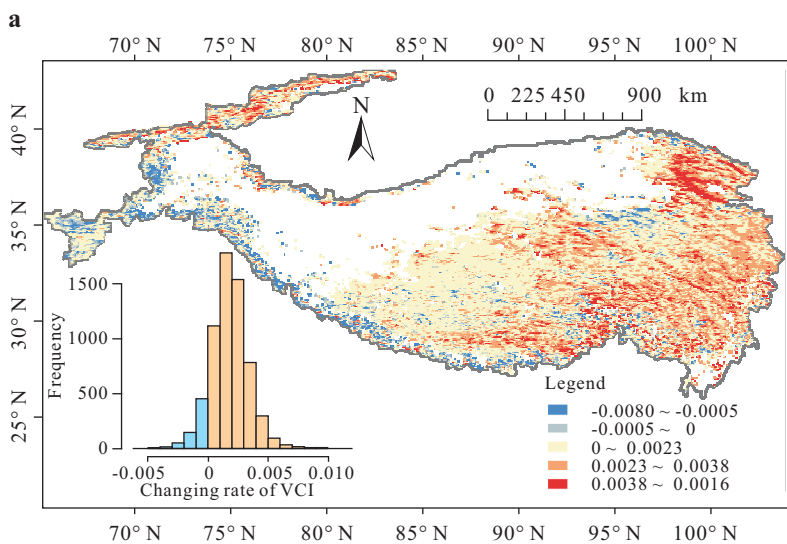 a
70° N 75° N 80° N 85° N 90° N 95° N 100° N
N
0 225 450 900 km
40° N
35° N
30° N
25° N
1500
1000
500
0
Frequency
-0.005 0 0.005 0.010
Changing rate of VCI
Legend
-0.0080 ~ -0.0005
-0.0005 ~ 0
0 ~ 0.0023
0.0023 ~ 0.0038
0.0038 ~ 0.0016
70° N 75° N 80° N 85° N 90° N 95° N 100° N